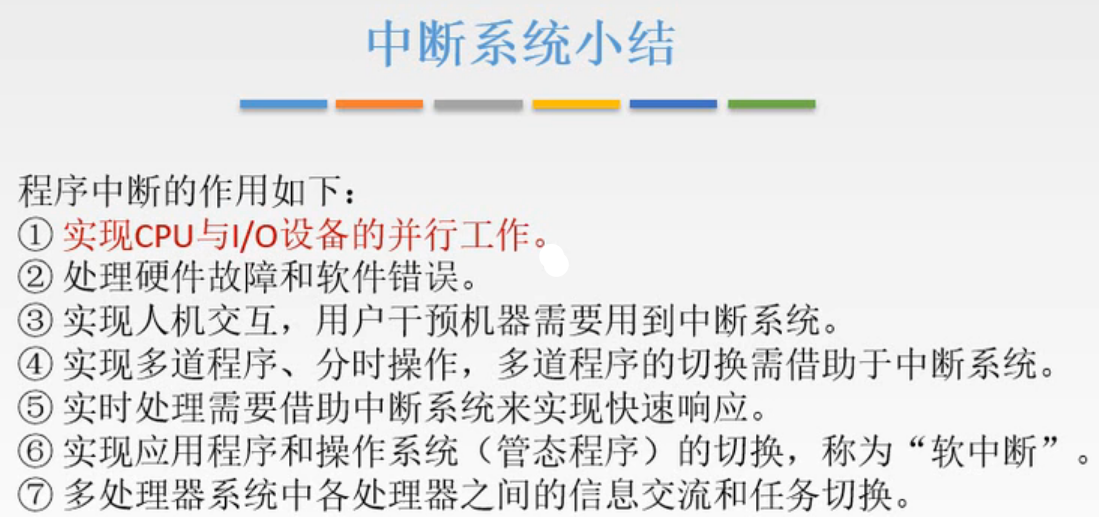 中断系统小结
程序中断的作用如下：
① 实现CPU与I/O设备的并行工作。
② 处理硬件故障和软件错误。
③ 实现人机交互，用户干预机器需要用到中断系统。
④ 实现多道程序、分时操作，多道程序的切换需借助于中断系统。
⑤ 实时处理需要借助中断系统来实现快速响应。
⑥ 实现应用程序和操作系统（管态程序）的切换，称为“软中断”。
⑦ 多处理器系统中各处理器之间的信息交流和任务切换。